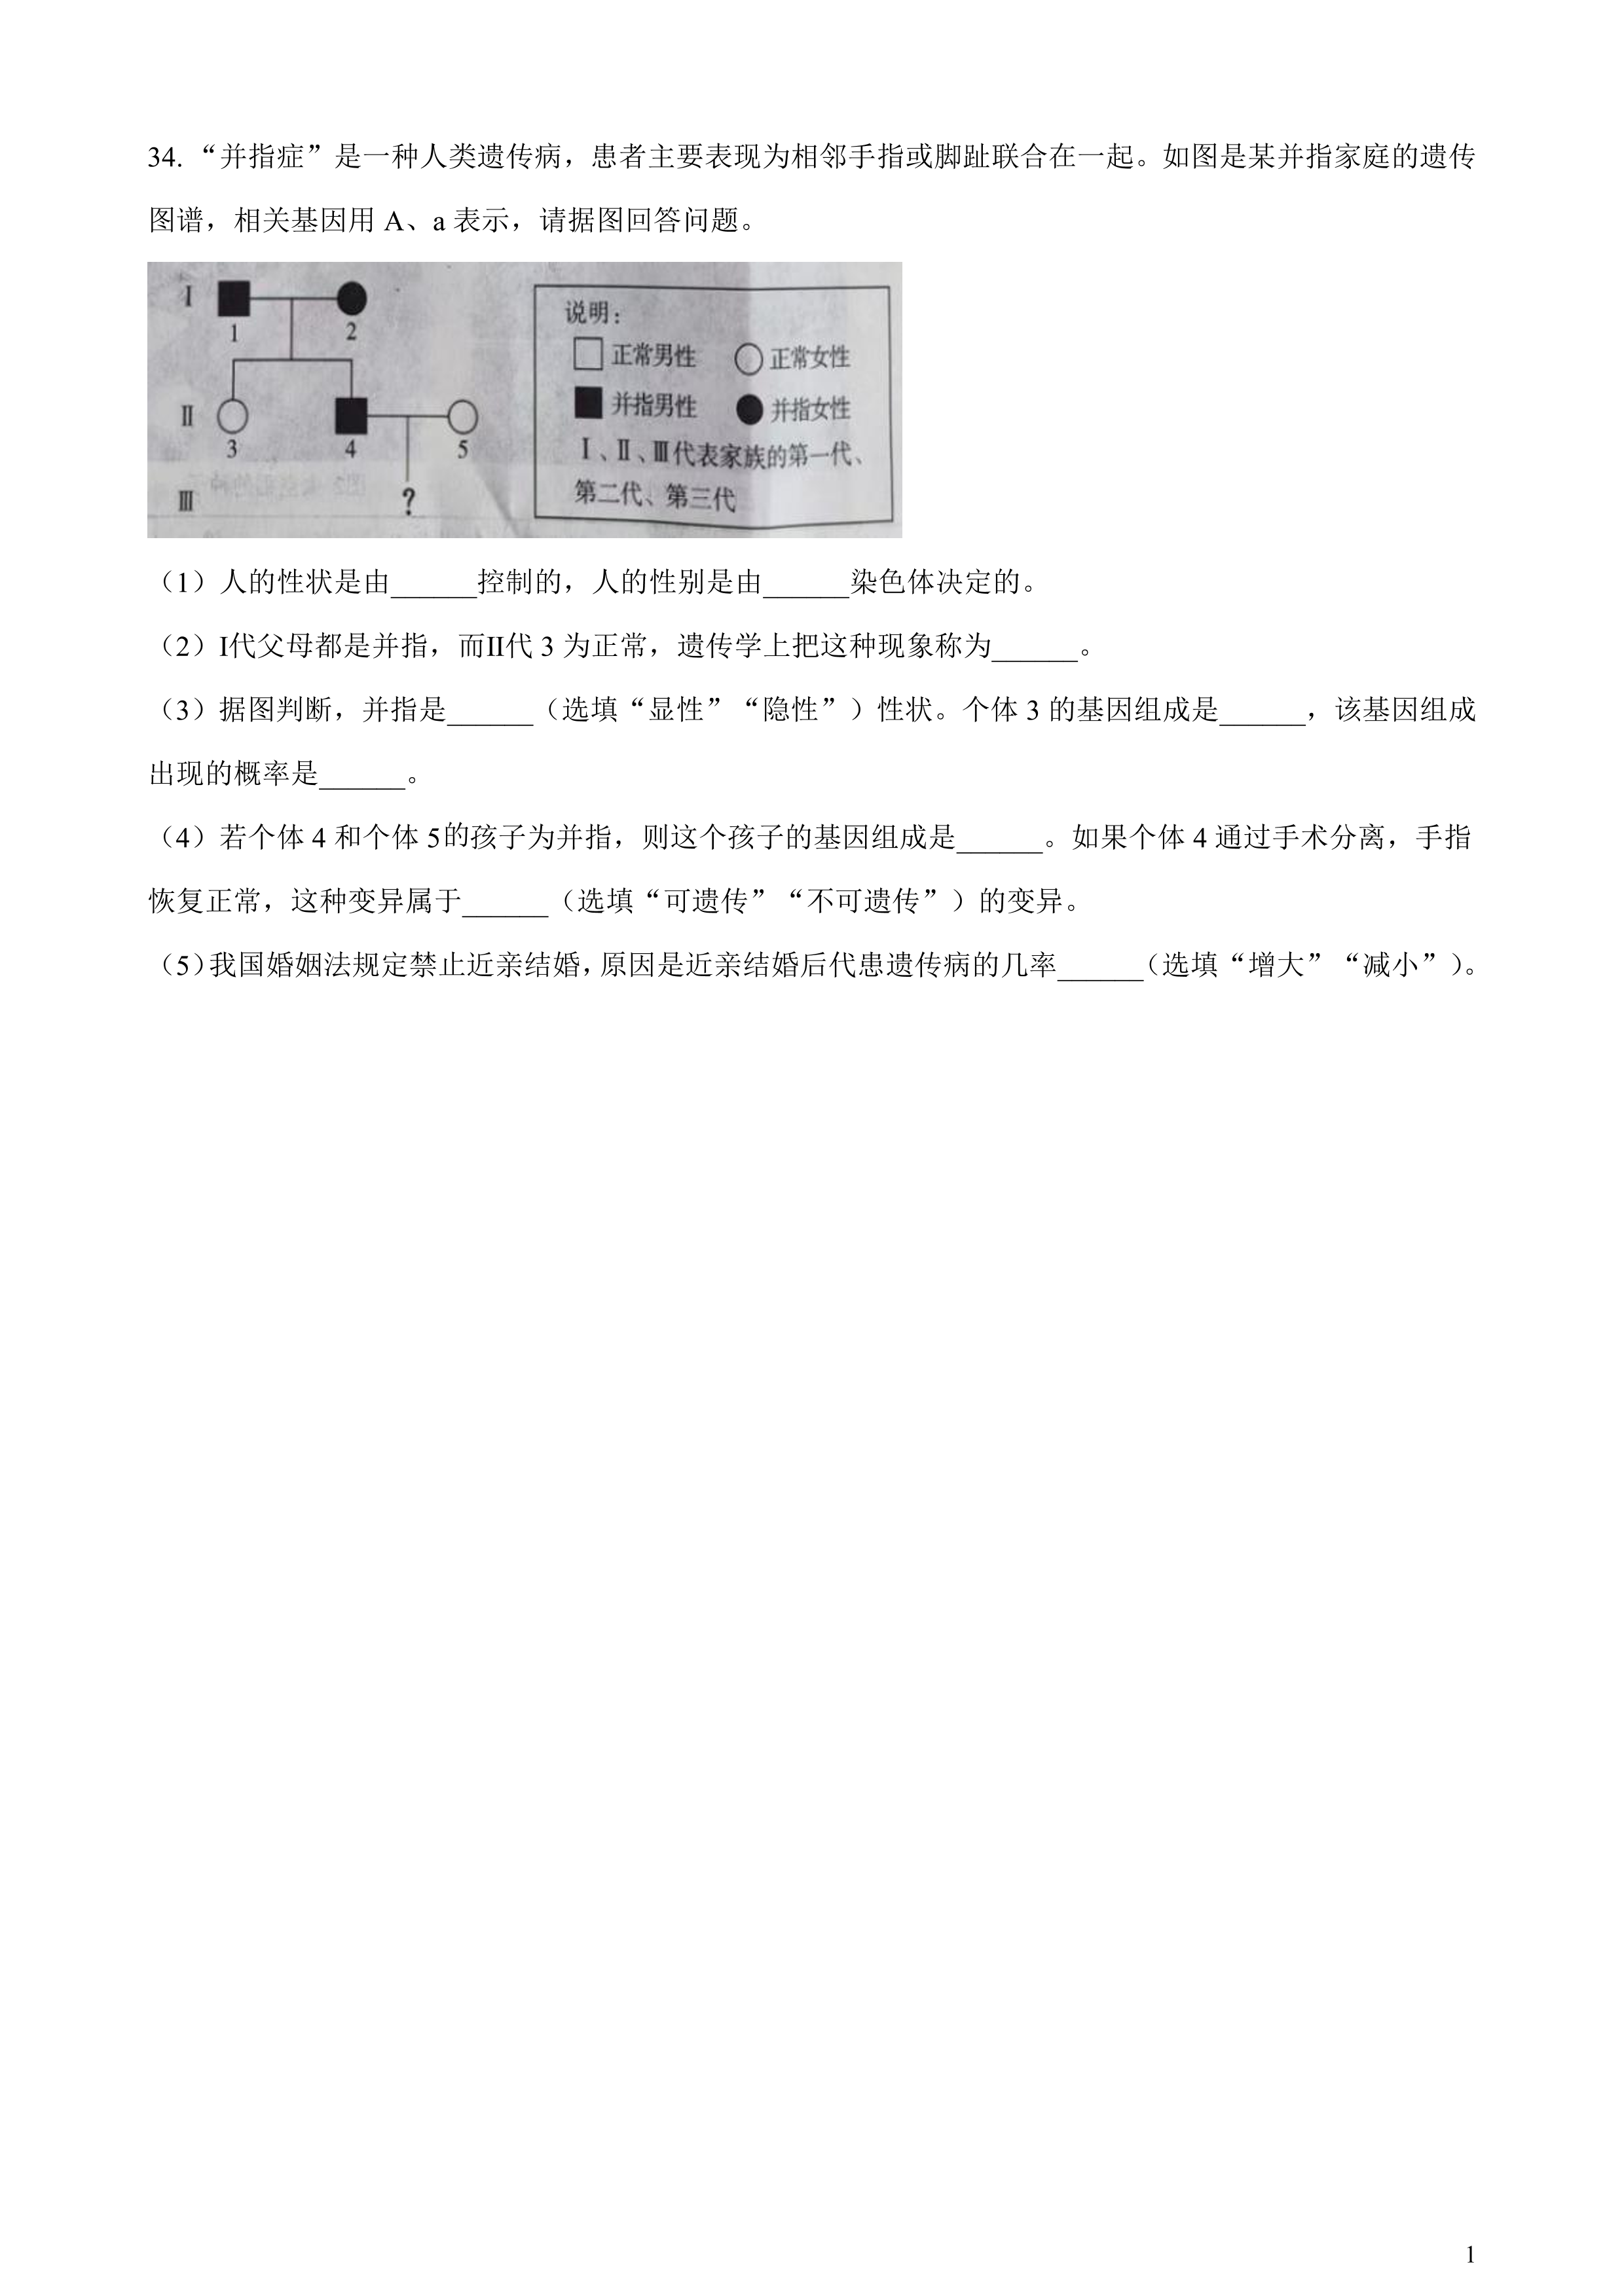 34. “并指症”是一种人类遗传病，患者主要表现为相邻手指或脚趾联合在一起。如图是某并指家庭的遗传
图谱，相关基因用 A、a 表示，请据图回答问题。
Ⅰ
1
2
Ⅱ
3
4
5
Ⅲ
?
说明：
正常男性 正常女性
并指男性 并指女性
Ⅰ、Ⅱ、Ⅲ代表家族的第一代、
第二代、第三代
（1）人的性状是由______控制的，人的性别是由______染色体决定的。
（2）Ⅰ代父母都是并指，而Ⅱ代 3 为正常，遗传学上把这种现象称为______。
（3）据图判断，并指是______（选填“显性”“隐性”）性状。个体 3 的基因组成是______，该基因组成
出现的概率是______。
（4）若个体 4 和个体 5的孩子为并指，则这个孩子的基因组成是______。如果个体 4 通过手术分离，手指
恢复正常，这种变异属于______（选填“可遗传”“不可遗传”）的变异。
（5）我国婚姻法规定禁止近亲结婚，原因是近亲结婚后代患遗传病的几率______（选填“增大”“减小”）。
1